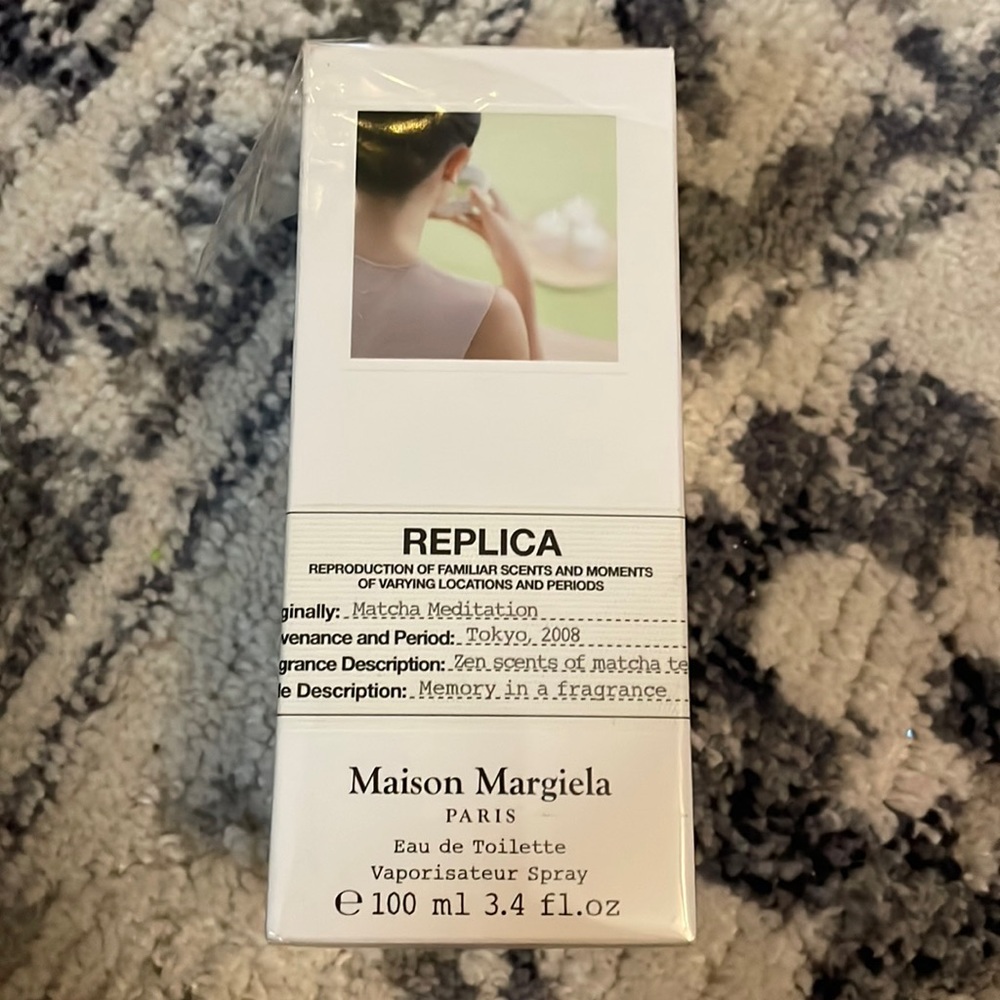 REPLICA
REPRODUCTION OF FAMILIAR SCENTS AND MOMENTS
OF VARYING LOCATIONS AND PERIODS
ginally: Matcha Meditation
venance and Period: Tokyo, 2008
grance Description: Zen scents of matcha te
le Description: Memory in a fragrance
Maison Margiela
PARIS
Eau de Toilette
Vaporisateur Spray
℮ 100 ml 3.4 fl.oz